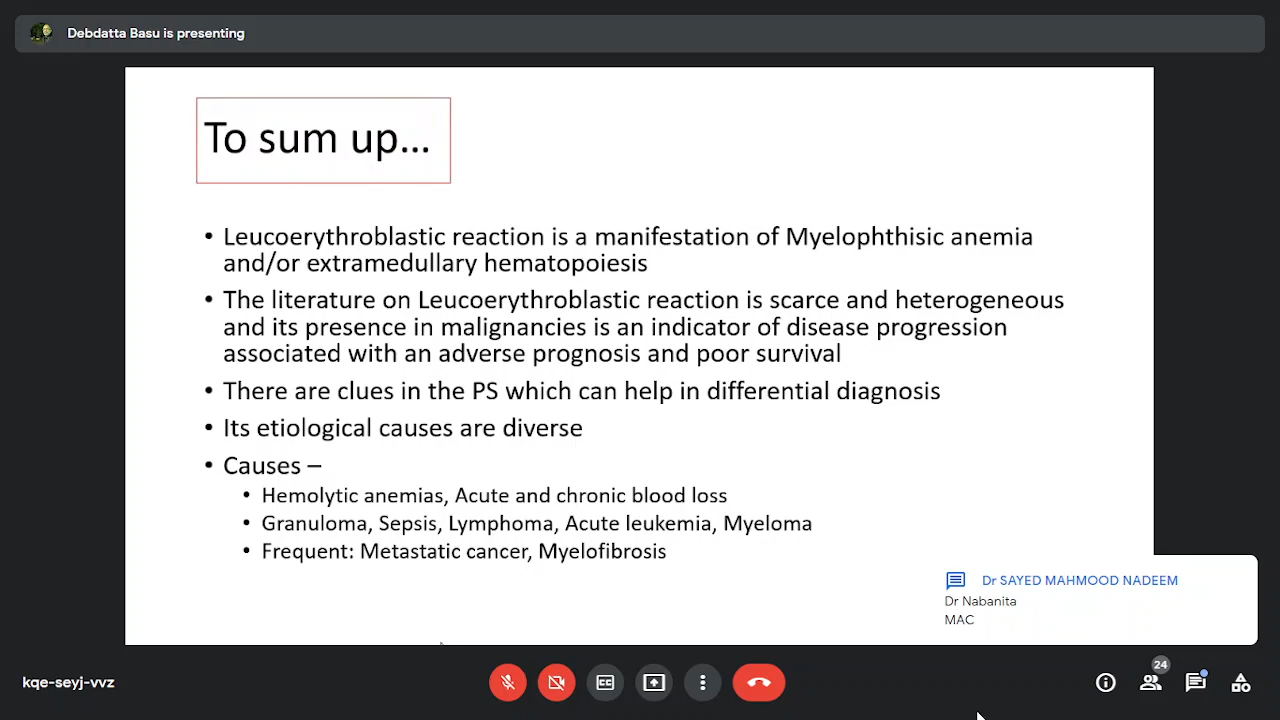 Debdatta Basu is presenting
To sum up...
• Leucoerythroblastic reaction is a manifestation of Myelophthisic anemia
and/or extramedullary hematopoiesis
• The literature on Leucoerythroblastic reaction is scarce and heterogeneous
and its presence in malignancies is an indicator of disease progression
associated with an adverse prognosis and poor survival
• There are clues in the PS which can help in differential diagnosis
• Its etiological causes are diverse
• Causes –
• Hemolytic anemias, Acute and chronic blood loss
• Granuloma, Sepsis, Lymphoma, Acute leukemia, Myeloma
• Frequent: Metastatic cancer, Myelofibrosis
Dr SAYED MAHMOOD NADEEM
Dr Nabanita
MAC
kqe-seyj-vvz
CC
24